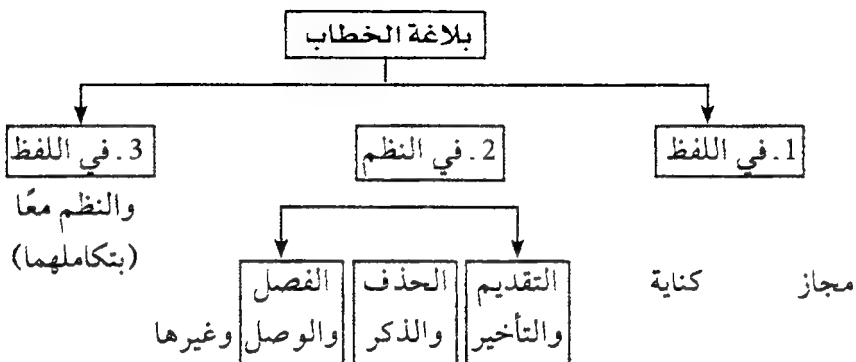 بلاغة الخطاب
1. في اللفظ
2. في النظم
3. في اللفظ
والنظم معًا
(بتكاملهما)
مجاز
كناية
التقديم
والتأخير
الحذف
والذكر
الفصل
والوصل
وغيرها